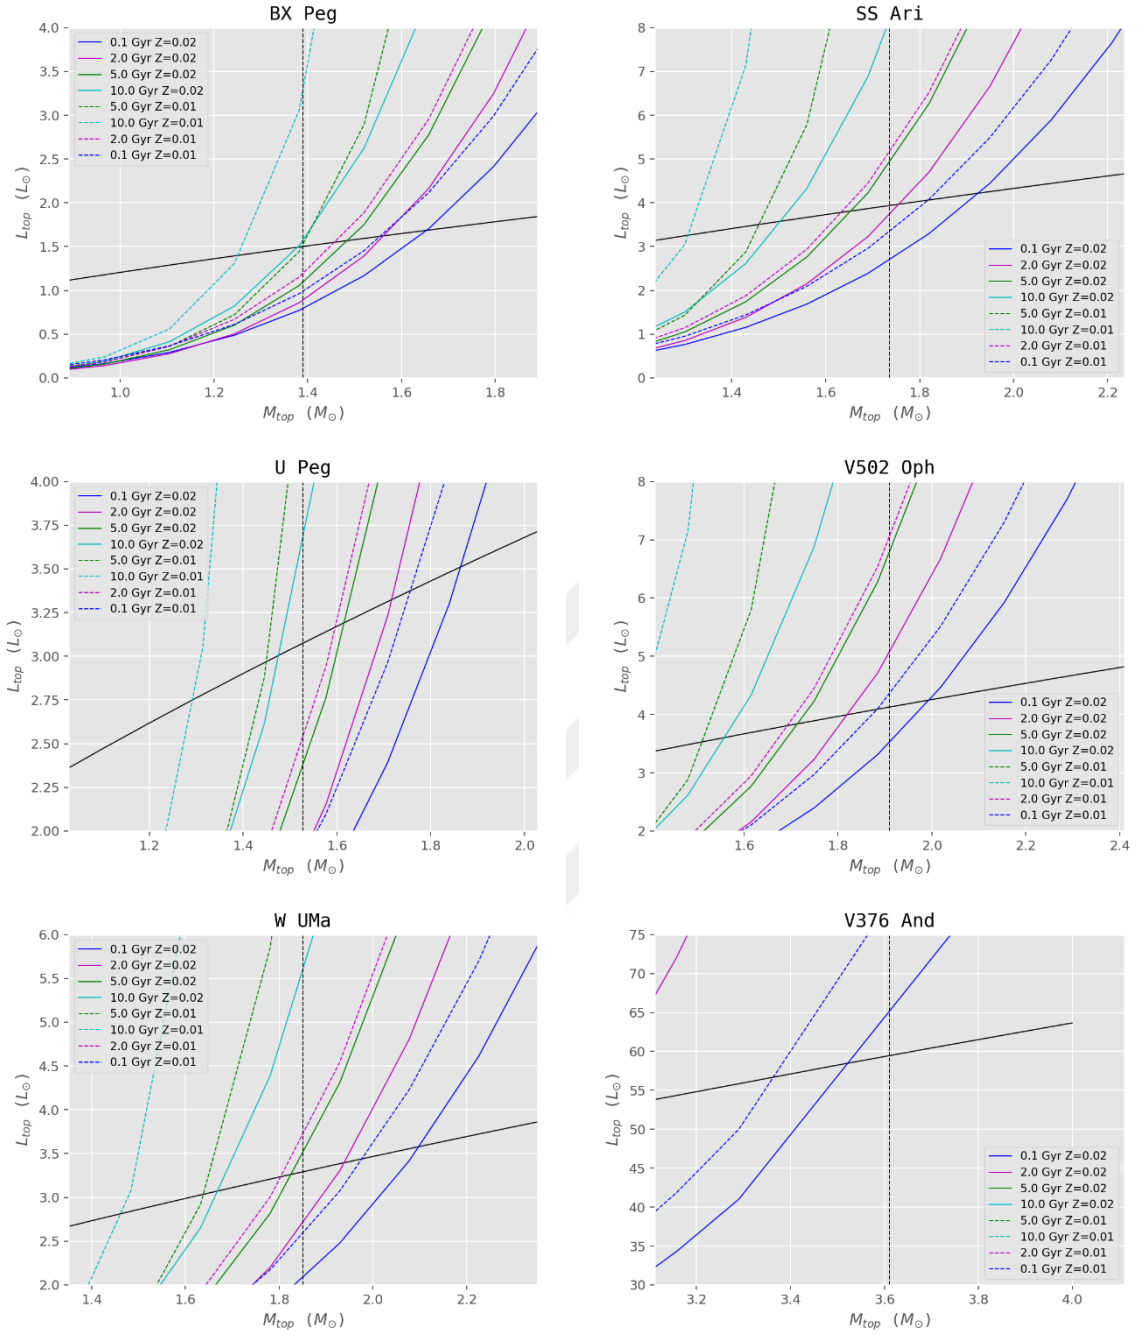 BX Peg
4.0
3.5
3.0
2.5
2.0
1.5
1.0
0.5
0.0
L_top (L_⊙)
0.1 Gyr Z=0.02
2.0 Gyr Z=0.02
5.0 Gyr Z=0.02
10.0 Gyr Z=0.02
5.0 Gyr Z=0.01
10.0 Gyr Z=0.01
2.0 Gyr Z=0.01
0.1 Gyr Z=0.01
1.0 1.2 1.4 1.6 1.8
M_top (M_⊙)
SS Ari
8
7
6
5
4
3
2
1
0
L_top (L_⊙)
0.1 Gyr Z=0.02
2.0 Gyr Z=0.02
5.0 Gyr Z=0.02
10.0 Gyr Z=0.02
5.0 Gyr Z=0.01
10.0 Gyr Z=0.01
2.0 Gyr Z=0.01
0.1 Gyr Z=0.01
1.4 1.6 1.8 2.0 2.2
M_top (M_⊙)
U Peg
4.00
3.75
3.50
3.25
3.00
2.75
2.50
2.25
2.00
L_top (L_⊙)
0.1 Gyr Z=0.02
2.0 Gyr Z=0.02
5.0 Gyr Z=0.02
10.0 Gyr Z=0.02
5.0 Gyr Z=0.01
10.0 Gyr Z=0.01
2.0 Gyr Z=0.01
0.1 Gyr Z=0.01
1.2 1.4 1.6 1.8 2.0
M_top (M_⊙)
V502 Oph
8
7
6
5
4
3
2
L_top (L_⊙)
0.1 Gyr Z=0.02
2.0 Gyr Z=0.02
5.0 Gyr Z=0.02
10.0 Gyr Z=0.02
5.0 Gyr Z=0.01
10.0 Gyr Z=0.01
2.0 Gyr Z=0.01
0.1 Gyr Z=0.01
1.6 1.8 2.0 2.2 2.4
M_top (M_⊙)
W UMa
6.0
5.5
5.0
4.5
4.0
3.5
3.0
2.5
2.0
L_top (L_⊙)
0.1 Gyr Z=0.02
2.0 Gyr Z=0.02
5.0 Gyr Z=0.02
10.0 Gyr Z=0.02
5.0 Gyr Z=0.01
10.0 Gyr Z=0.01
2.0 Gyr Z=0.01
0.1 Gyr Z=0.01
1.4 1.6 1.8 2.0 2.2
M_top (M_⊙)
V376 And
75
70
65
60
55
50
45
40
35
30
L_top (L_⊙)
0.1 Gyr Z=0.02
2.0 Gyr Z=0.02
5.0 Gyr Z=0.02
10.0 Gyr Z=0.02
5.0 Gyr Z=0.01
10.0 Gyr Z=0.01
2.0 Gyr Z=0.01
0.1 Gyr Z=0.01
3.2 3.4 3.6 3.8 4.0
M_top (M_⊙)